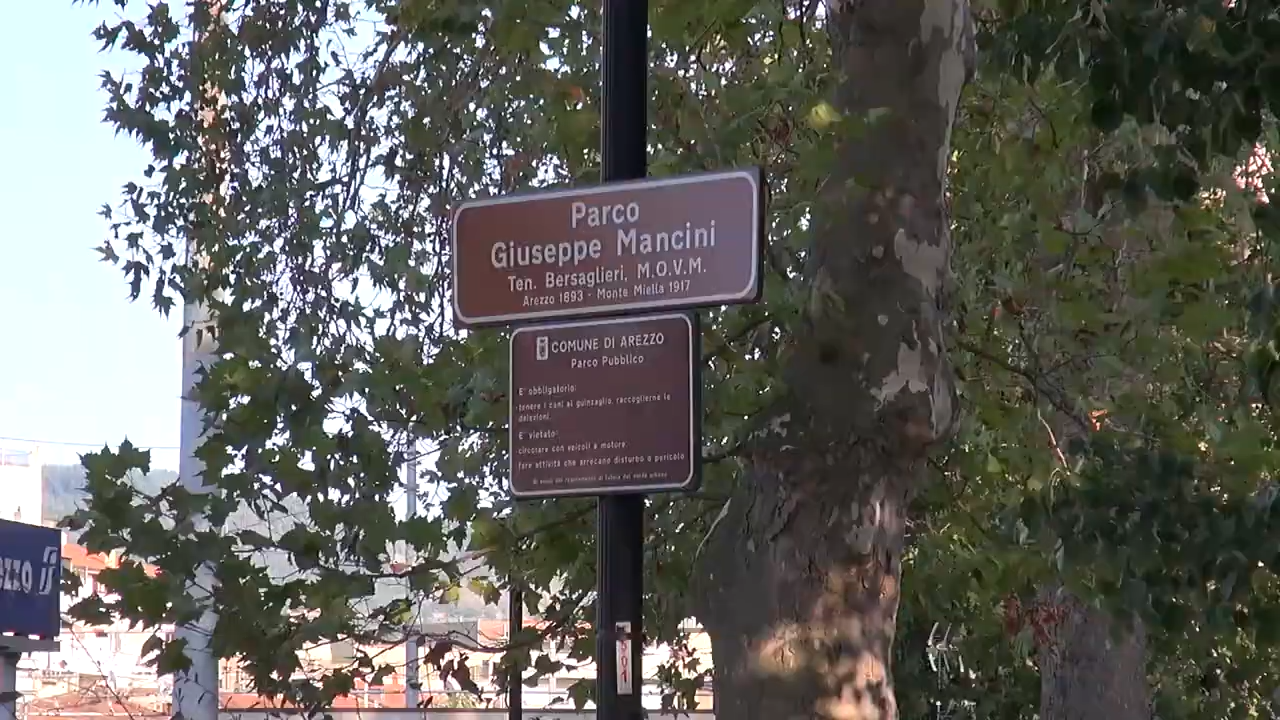 Parco
Giuseppe Mancini
Ten. Bersaglieri, M.O.V.M.
Arezzo 1893 - Monte Miella 1917
COMUNE DI AREZZO
Parco Pubblico
E' obbligatorio:
tenere i cani al guinzaglio, raccoglierne le
deiezioni.
E' vietato:
circolare con veicoli a motore.
fare attività che arrecano disturbo o pericolo